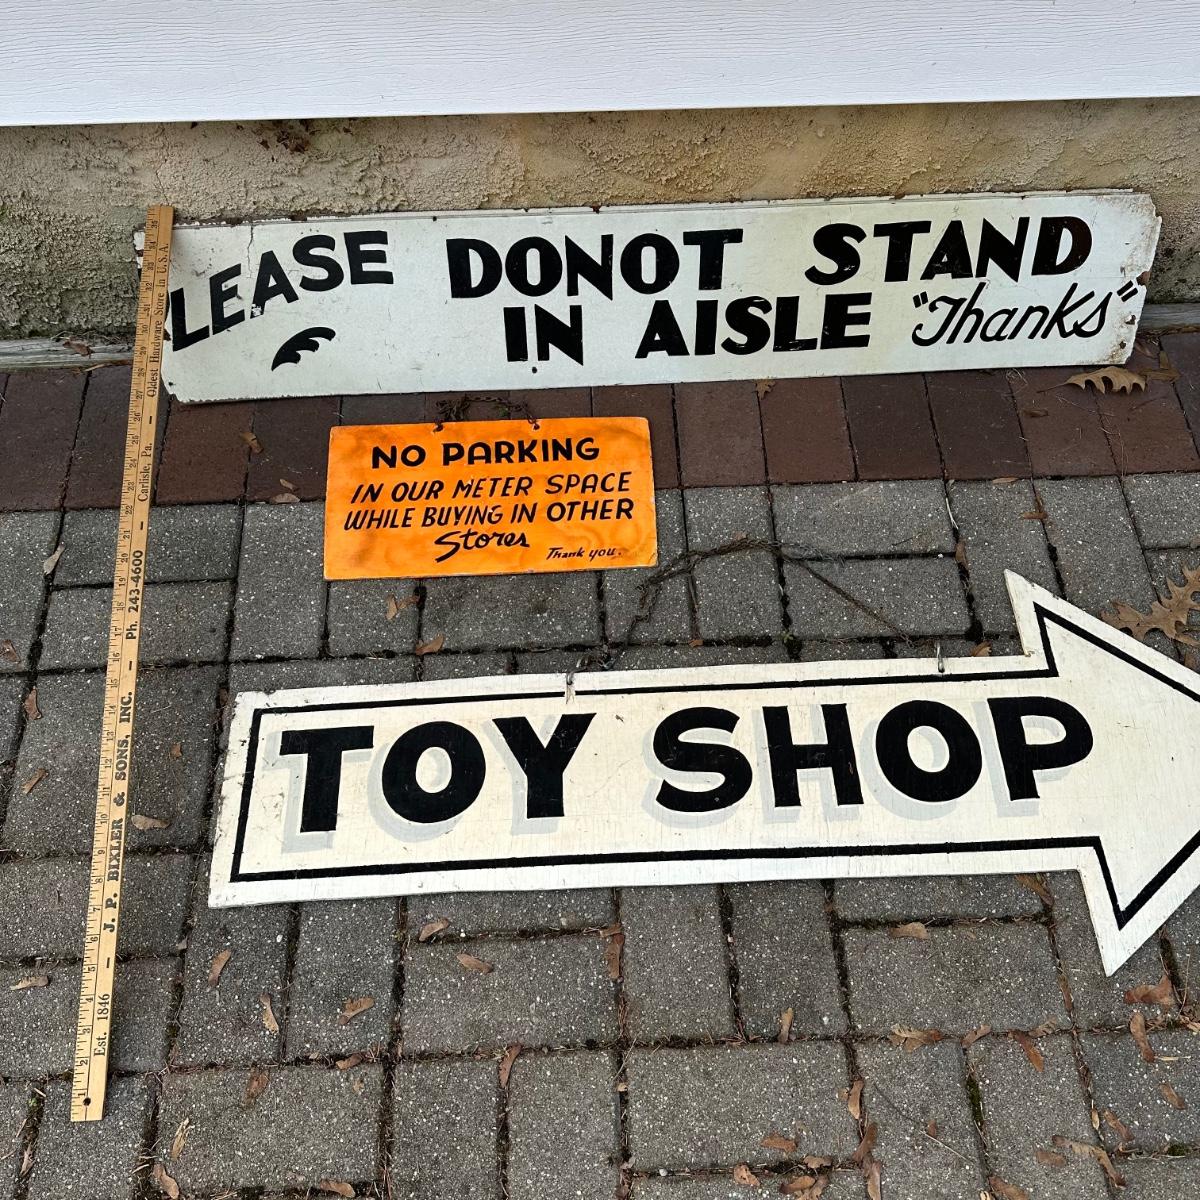 LEASE DONOT STAND
IN AISLE "Thanks"
NO PARKING
IN OUR METER SPACE
WHILE BUYING IN OTHER
Stores
Thank you.
TOY SHOP
Est. 1846 – J. P. BIXLER & SONS, INC. – Ph. 243-4600 – Carlisle, Pa. – Oldest Hardware Store in U.S.A.